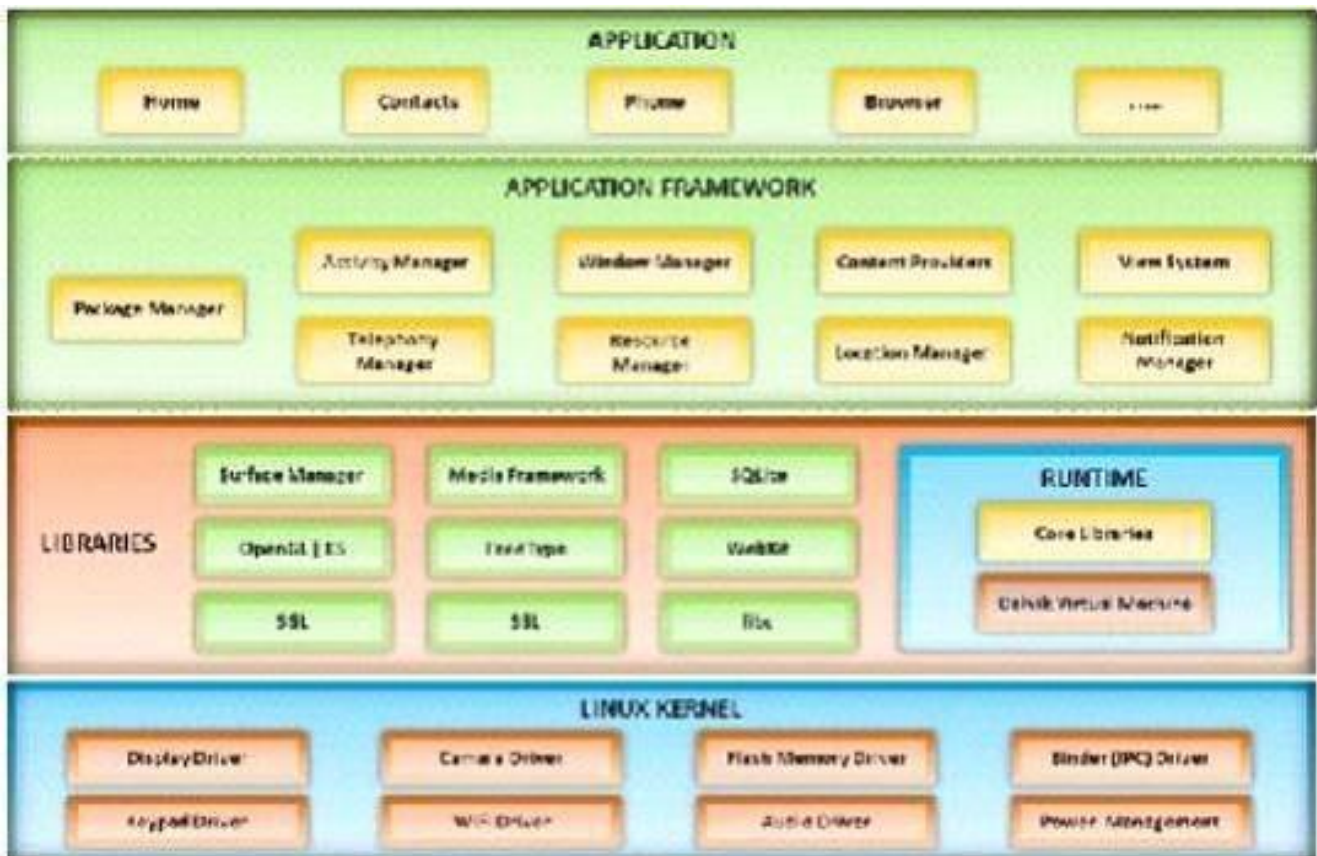 APPLICATION
Home
Contacts
Phone
Browser
....
APPLICATION FRAMEWORK
Package Manager
Activity Manager
Window Manager
Content Providers
View System
Telephony
Manager
Resource
Manager
Location Manager
Notification
Manager
LIBRARIES
Surface Manager
Media Framework
SQLite
OpenGL | ES
FreeType
WebKit
SSL
SSL
libc
RUNTIME
Core Libraries
Dalvik Virtual Machine
LINUX KERNEL
Display Driver
Camera Driver
Flash Memory Driver
Binder (IPC) Driver
Keypad Driver
WiFi Driver
Audio Driver
Power Management